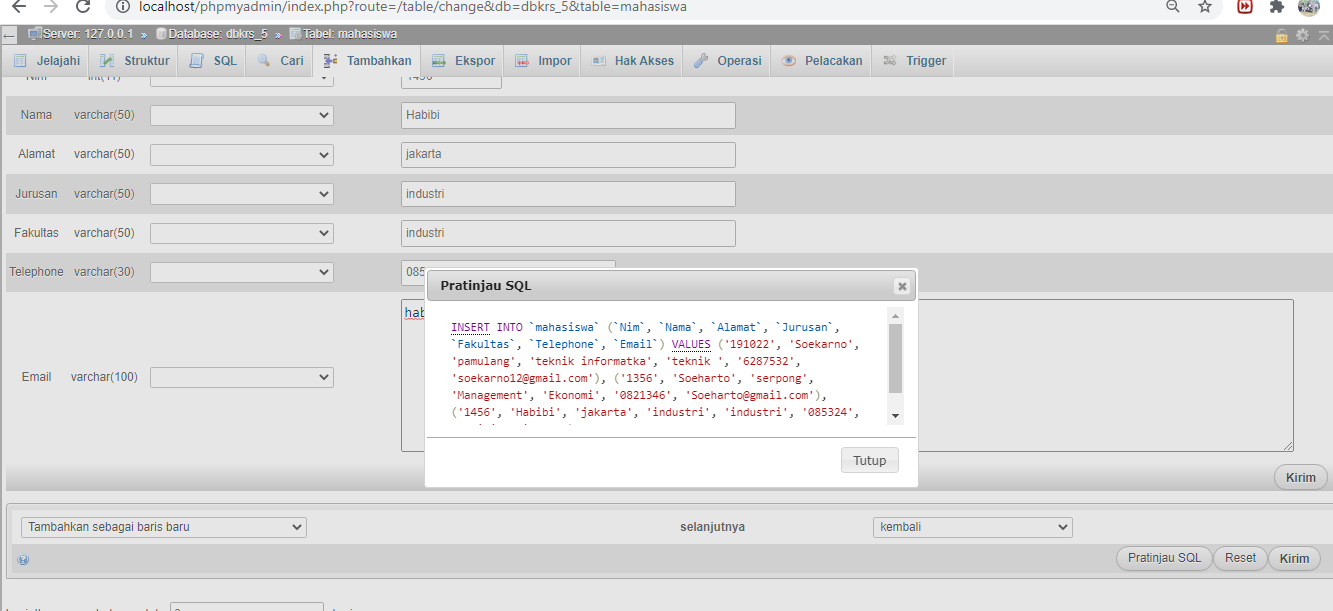 localhost/phpmyadmin/index.php?route=/table/change&db=dbkrs_5&table=mahasiswa
Server: 127.0.0.1 » Database: dbkrs_5 » Tabel: mahasiswa
Jelajahi Struktur SQL Cari Tambahkan Ekspor Impor Hak Akses Operasi Pelacakan Trigger
Nim int(11)
Nama varchar(50) Habibi
Alamat varchar(50) jakarta
Jurusan varchar(50) industri
Fakultas varchar(50) industri
Telephone varchar(30) 085
hab
Email varchar(100)
Pratinjau SQL
INSERT INTO `mahasiswa` (`Nim`, `Nama`, `Alamat`, `Jurusan`,
`Fakultas`, `Telephone`, `Email`) VALUES ('191022', 'Soekarno',
'pamulang', 'teknik informatka', 'teknik ', '6287532',
'soekarno12@gmail.com'), ('1356', 'Soeharto', 'serpong',
'Management', 'Ekonomi', '0821346', 'Soeharto@gmail.com'),
('1456', 'Habibi', 'jakarta', 'industri', 'industri', '085324',
Tutup
Kirim
Tambahkan sebagai baris baru selanjutnya kembali
Pratinjau SQL Reset Kirim